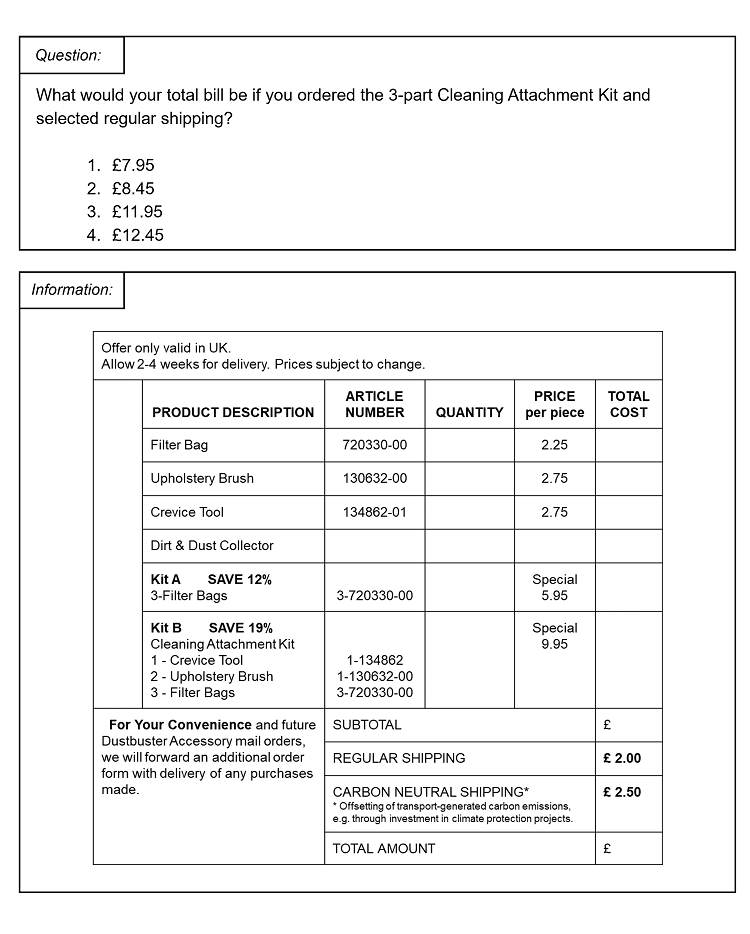 Question:
What would your total bill be if you ordered the 3-part Cleaning Attachment Kit and
selected regular shipping?
1. £7.95
2. £8.45
3. £11.95
4. £12.45
Information:
Offer only valid in UK.
Allow 2-4 weeks for delivery. Prices subject to change.
PRODUCT DESCRIPTION ARTICLE NUMBER QUANTITY PRICE per piece TOTAL COST
Filter Bag 720330-00 2.25
Upholstery Brush 130632-00 2.75
Crevice Tool 134862-01 2.75
Dirt & Dust Collector
Kit A SAVE 12% Special
3-Filter Bags 3-720330-00 5.95
Kit B SAVE 19% Special
Cleaning Attachment Kit 9.95
1 - Crevice Tool 1-134862
2 - Upholstery Brush 1-130632-00
3 - Filter Bags 3-720330-00
For Your Convenience and future
Dustbuster Accessory mail orders,
we will forward an additional order
form with delivery of any purchases
made.
SUBTOTAL £
REGULAR SHIPPING £ 2.00
CARBON NEUTRAL SHIPPING* £ 2.50
* Offsetting of transport-generated carbon emissions,
e.g. through investment in climate protection projects.
TOTAL AMOUNT £